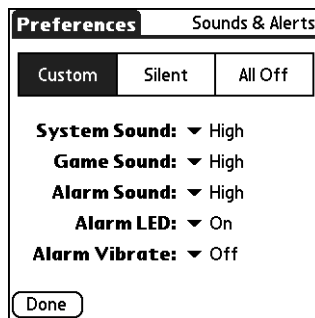 Preferences Sounds & Alerts
Custom Silent All Off
System Sound: High
Game Sound: High
Alarm Sound: High
Alarm LED: On
Alarm Vibrate: Off
Done